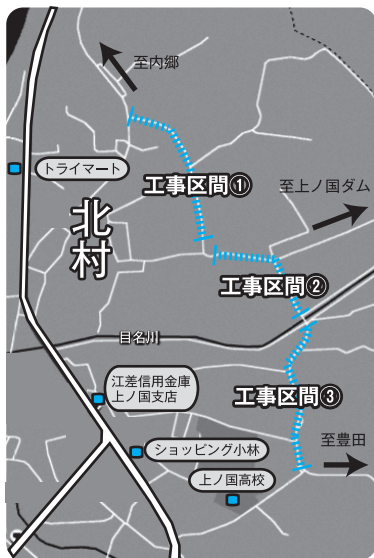 至内郷
トライマート
工事区間①
至上ノ国ダム
北村
工事区間②
目名川
江差信用金庫
上ノ国支店
工事区間③
至豊田
ショッピング小林
上ノ国高校